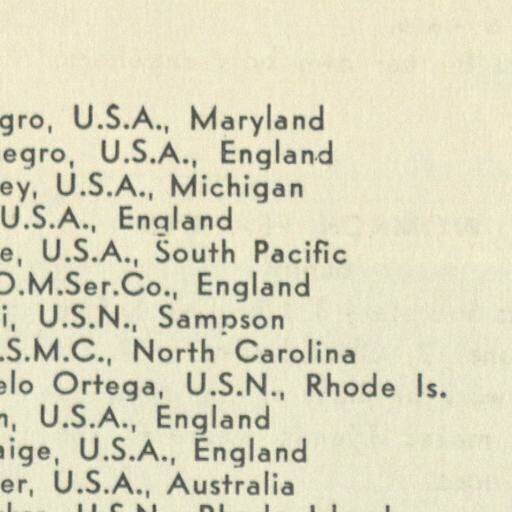 gro, U.S.A., Maryland
egro, U.S.A., England
ey, U.S.A., Michigan
U.S.A., England
e, U.S.A., South Pacific
O.M.Ser.Co., England
i, U.S.N., Sampson
.S.M.C., North Carolina
elo Ortega, U.S.N., Rhode Is.
n, U.S.A., England
aige, U.S.A., England
er, U.S.A., Australia